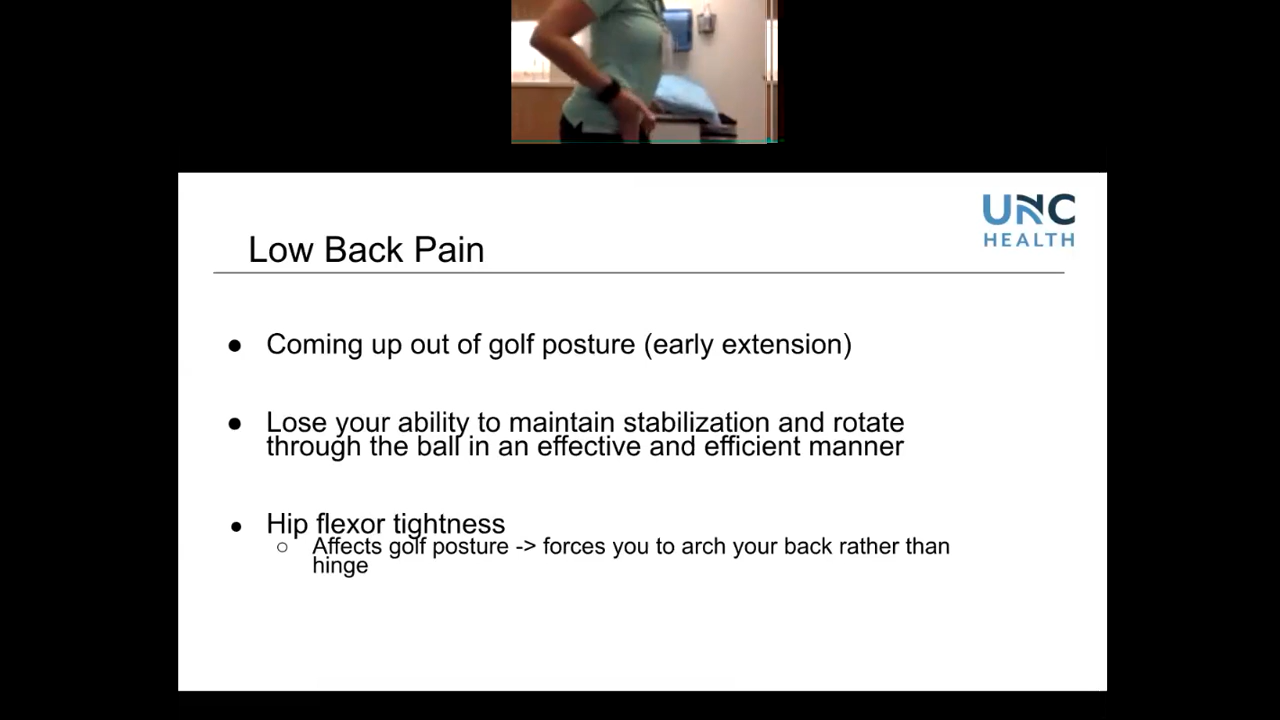 UNC
HEALTH
Low Back Pain
● Coming up out of golf posture (early extension)
● Lose your ability to maintain stabilization and rotate
through the ball in an effective and efficient manner
● Hip flexor tightness
○ Affects golf posture -> forces you to arch your back rather than
hinge